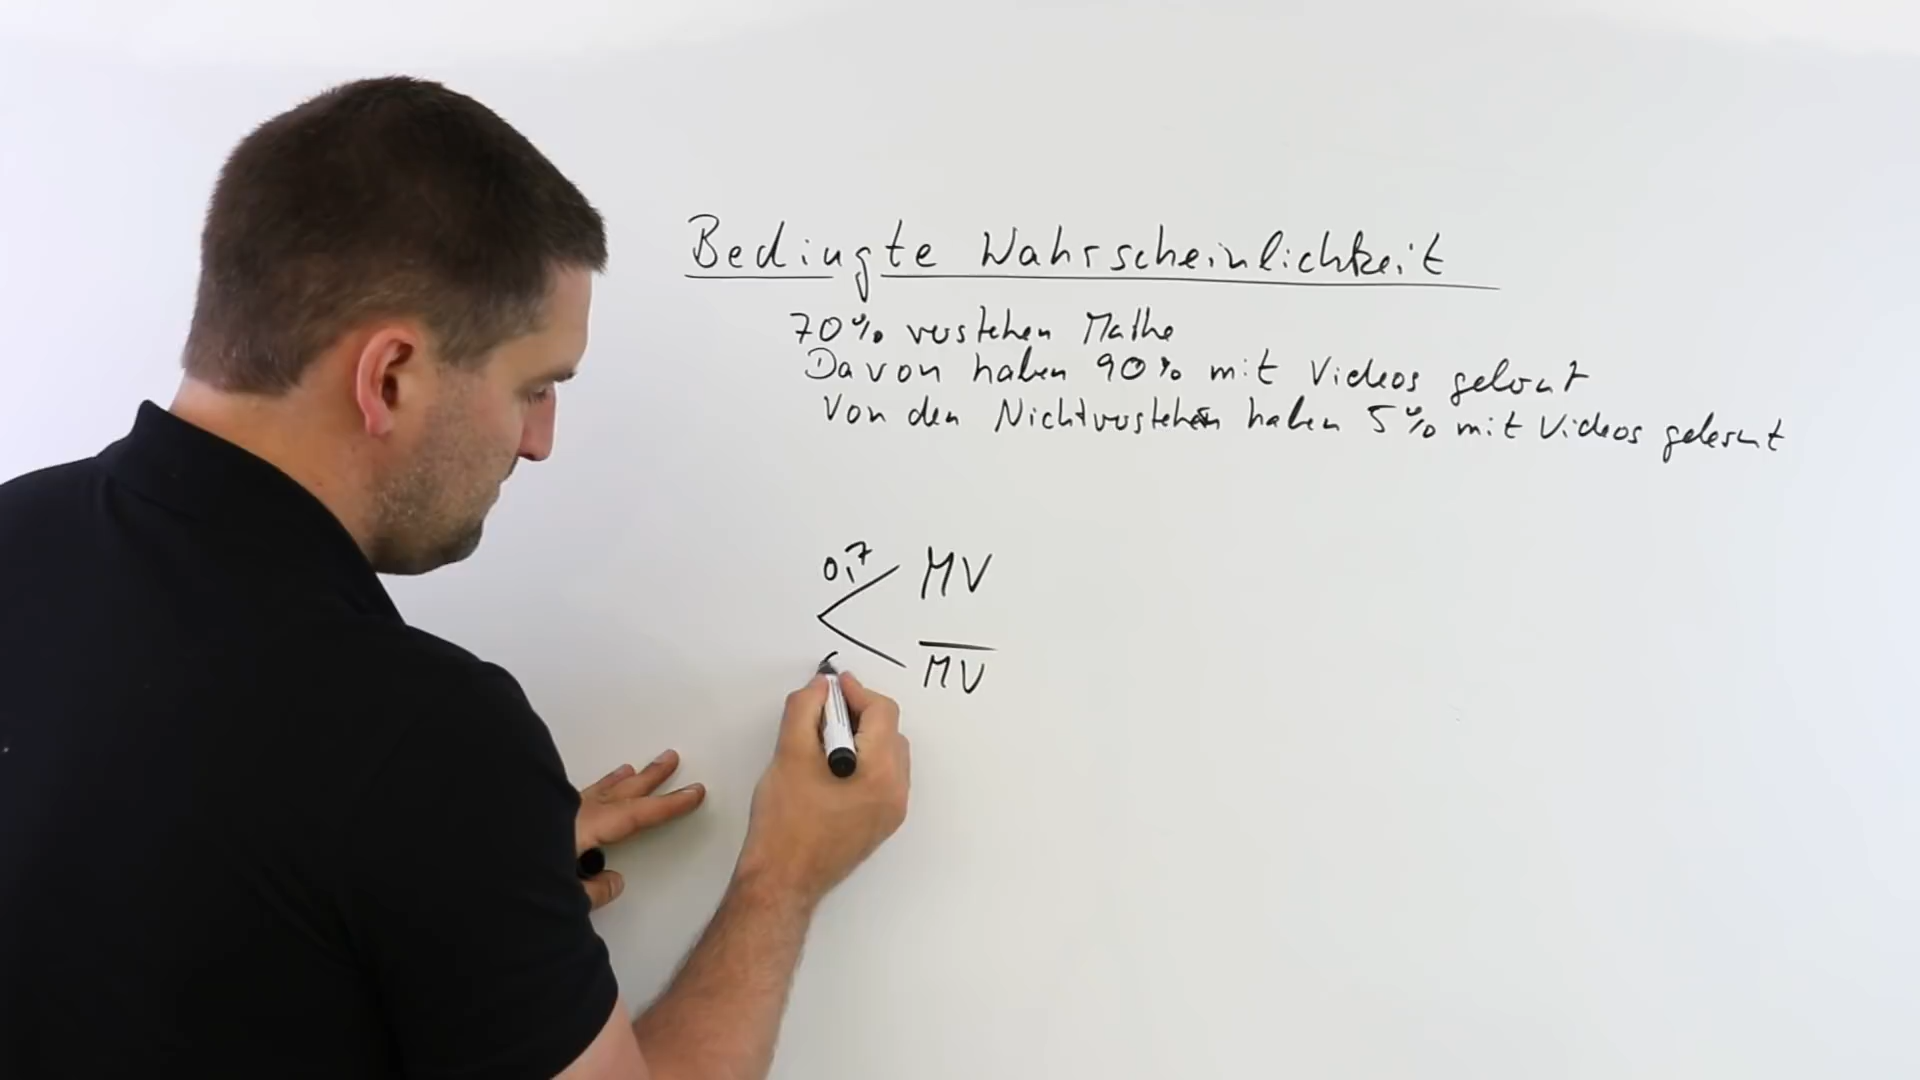 Bedingte Wahrscheinlichkeit
70% verstehen Mathe
Davon haben 90% mit Videos gelernt
Von den Nichtverstehern haben 5% mit Videos gelernt
0,7 MV
M̅V̅